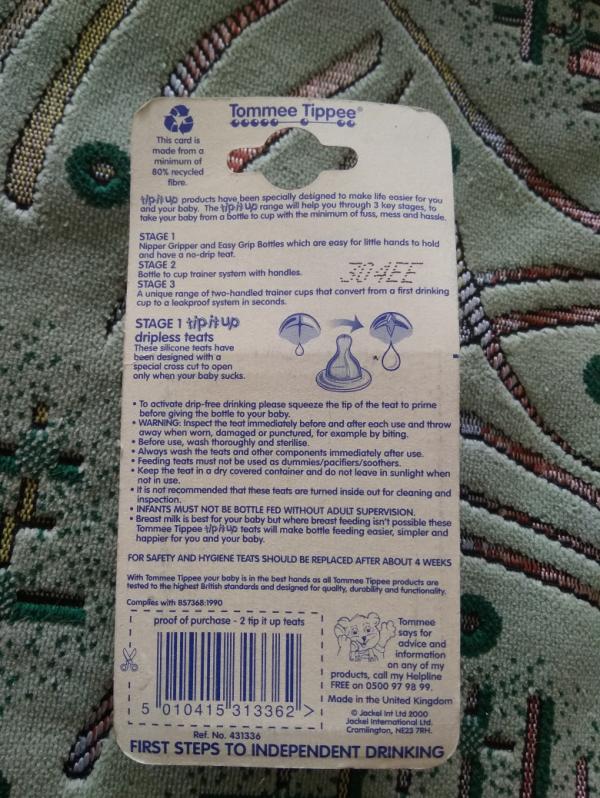 Tommee Tippee®
This card is
made from a
minimum of
80% recycled
fibre.
tip it up products have been specially designed to make life easier for you
and your baby. The tip it up range will help you through 3 key stages, to
take your baby from a bottle to cup with the minimum of fuss, mess and hassle.
STAGE 1
Nipper Gripper and Easy Grip Bottles which are easy for little hands to hold
and have a no-drip teat.
STAGE 2
Bottle to cup trainer system with handles.
304EE
STAGE 3
A unique range of two-handled trainer cups that convert from a first drinking
cup to a leakproof system in seconds.
STAGE 1 tip it up
dripless teats
These silicone teats have
been designed with a
special cross cut to open
only when your baby sucks.
• To activate drip-free drinking please squeeze the tip of the teat to prime
before giving the bottle to your baby.
• WARNING: Inspect the teat immediately before and after each use and throw
away when worn, damaged or punctured, for example by biting.
• Before use, wash thoroughly and sterilise.
• Always wash the teats and other components immediately after use.
• Feeding teats must not be used as dummies/pacifiers/soothers.
• Keep the teat in a dry covered container and do not leave in sunlight when
not in use.
• It is not recommended that these teats are turned inside out for cleaning and
inspection.
• INFANTS MUST NOT BE BOTTLE FED WITHOUT ADULT SUPERVISION.
• Breast milk is best for your baby but where breast feeding isn't possible these
Tommee Tippee tip it up teats will make bottle feeding easier, simpler and
happier for you and your baby.
FOR SAFETY AND HYGIENE TEATS SHOULD BE REPLACED AFTER ABOUT 4 WEEKS
With Tommee Tippee your baby is in the best hands as all Tommee Tippee products are
tested to the highest British standards and designed for quality, durability and functionality.
Complies with BS7368:1990
proof of purchase - 2 tip it up teats
5 010415 313362 >
Ref. No. 431336
Tommee
says for
advice and
information
on any of my
products, call my Helpline
FREE on 0500 97 98 99.
Made in the United Kingdom
© Jackel Int Ltd 2000
Jackel International Ltd.
Cramlington, NE23 7RH.
FIRST STEPS TO INDEPENDENT DRINKING